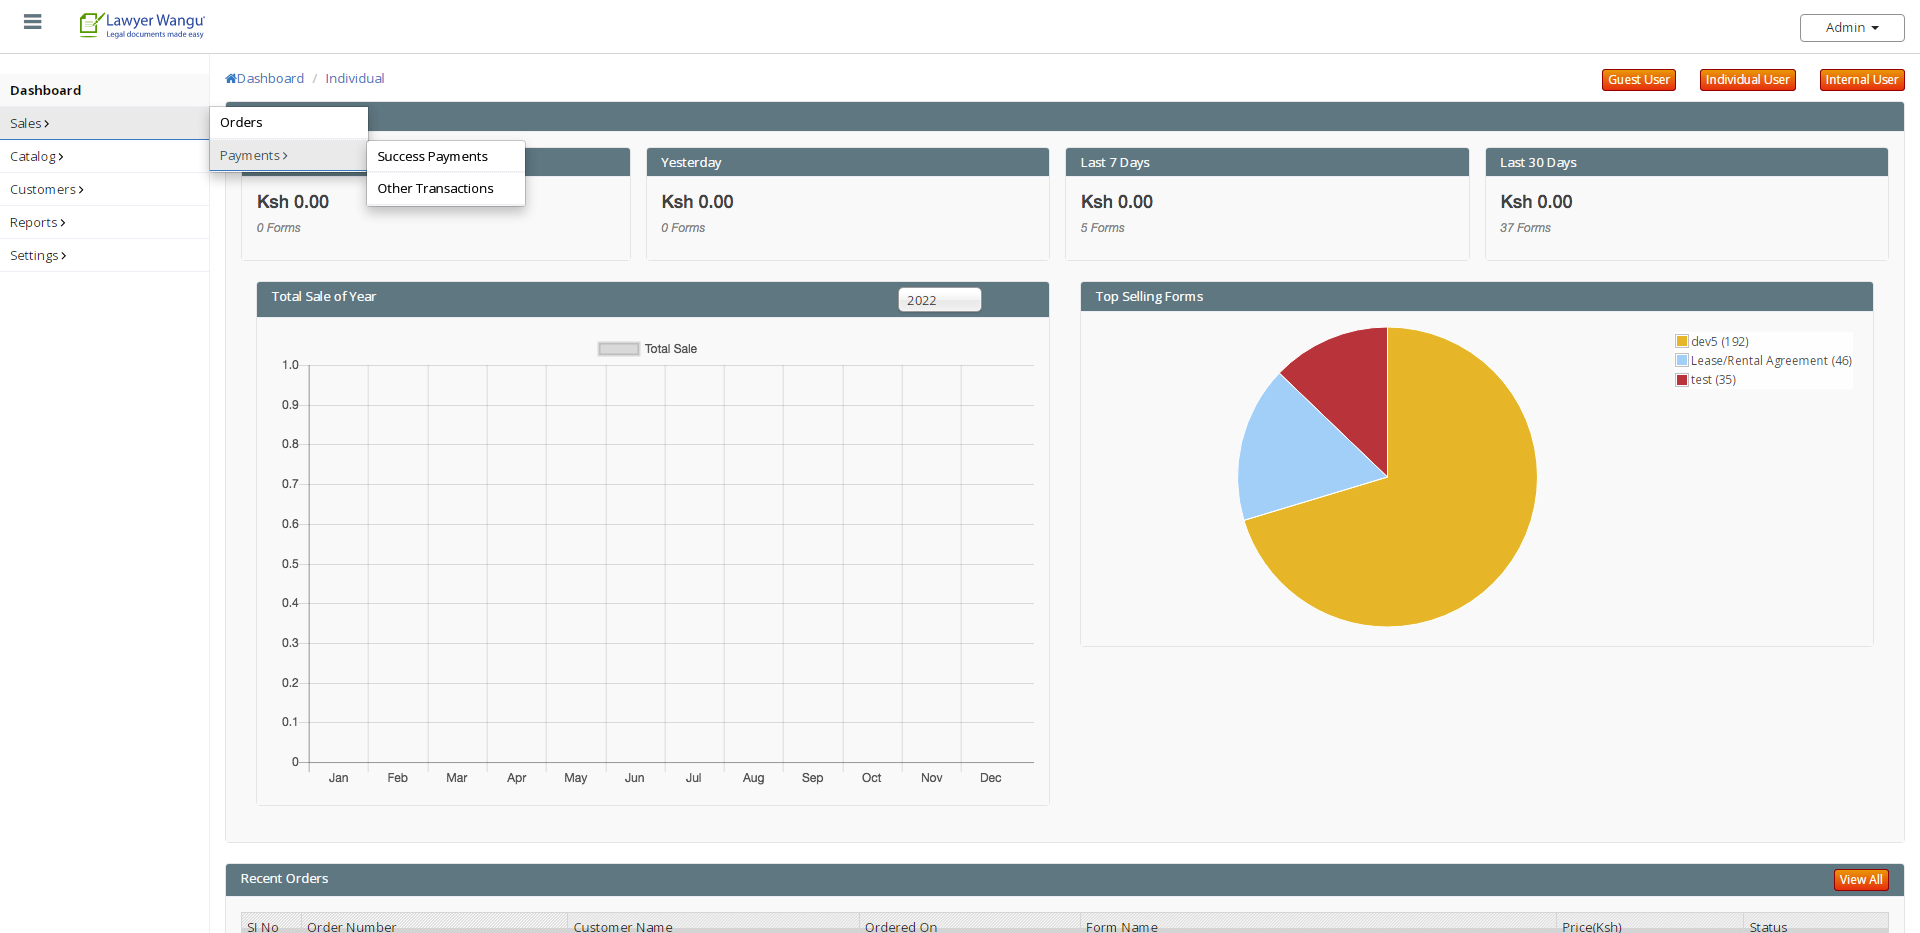 Lawyer Wangu
Legal documents made easy
Admin
Dashboard
Sales
Catalog
Customers
Reports
Settings
Orders
Payments
Success Payments
Other Transactions
Dashboard / Individual
Guest User
Individual User
Internal User
Ksh 0.00
0 Forms
Yesterday
Ksh 0.00
0 Forms
Last 7 Days
Ksh 0.00
5 Forms
Last 30 Days
Ksh 0.00
37 Forms
Total Sale of Year
2022
Total Sale
1.0
0.9
0.8
0.7
0.6
0.5
0.4
0.3
0.2
0.1
0
Jan Feb Mar Apr May Jun Jul Aug Sep Oct Nov Dec
Top Selling Forms
dev5 (192)
Lease/Rental Agreement (46)
test (35)
Recent Orders
View All
Sl No Order Number Customer Name Ordered On Form Name Price(Ksh) Status